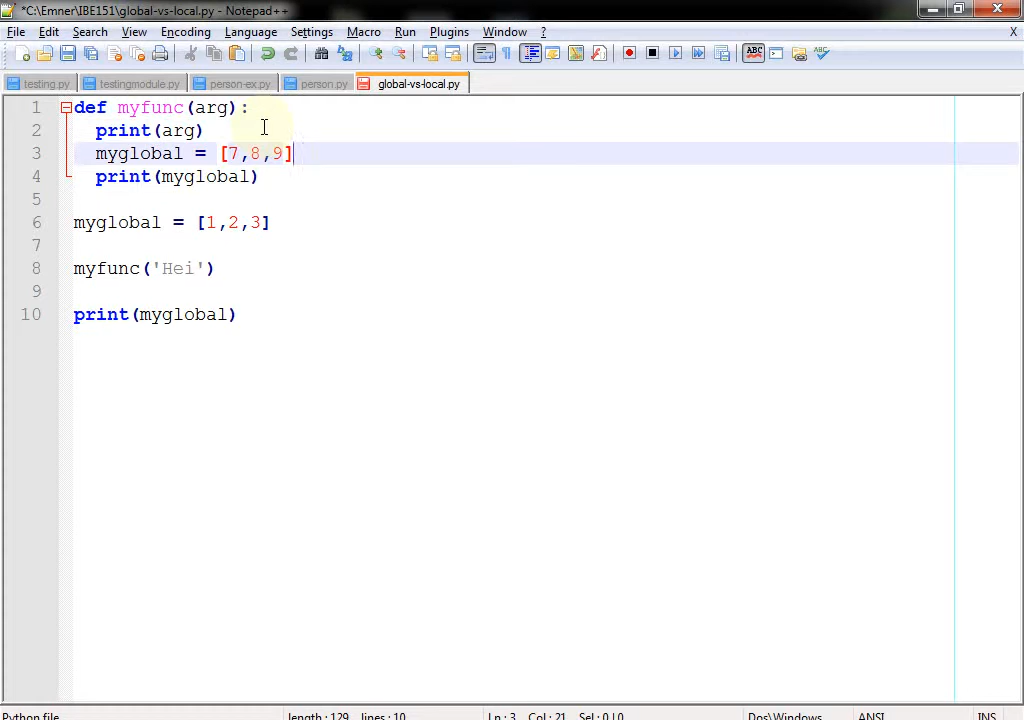 *C:\Emner\IBE151\global-vs-local.py - Notepad++
File Edit Search View Encoding Language Settings Macro Run Plugins Window ? X
testing.py testingmodule.py person-ex.py person.py global-vs-local.py
1 def myfunc(arg):
2 print(arg)
3 myglobal = [7,8,9]
4 print(myglobal)
5
6 myglobal = [1,2,3]
7
8 myfunc('Hei')
9
10 print(myglobal)
Python file length : 129 lines : 10 Ln : 3 Col : 21 Sel : 0 | 0 Dos\Windows ANSI INS